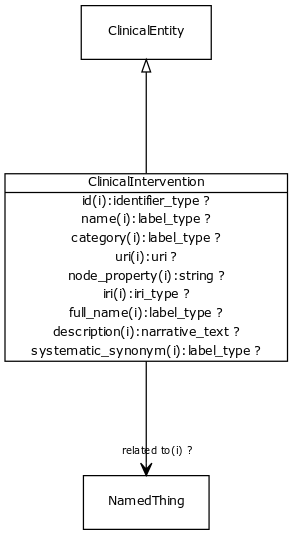 ClinicalEntity
ClinicalIntervention
id(i):identifier_type ?
name(i):label_type ?
category(i):label_type ?
uri(i):uri ?
node_property(i):string ?
iri(i):iri_type ?
full_name(i):label_type ?
description(i):narrative_text ?
systematic_synonym(i):label_type ?
related to(i) ?
NamedThing